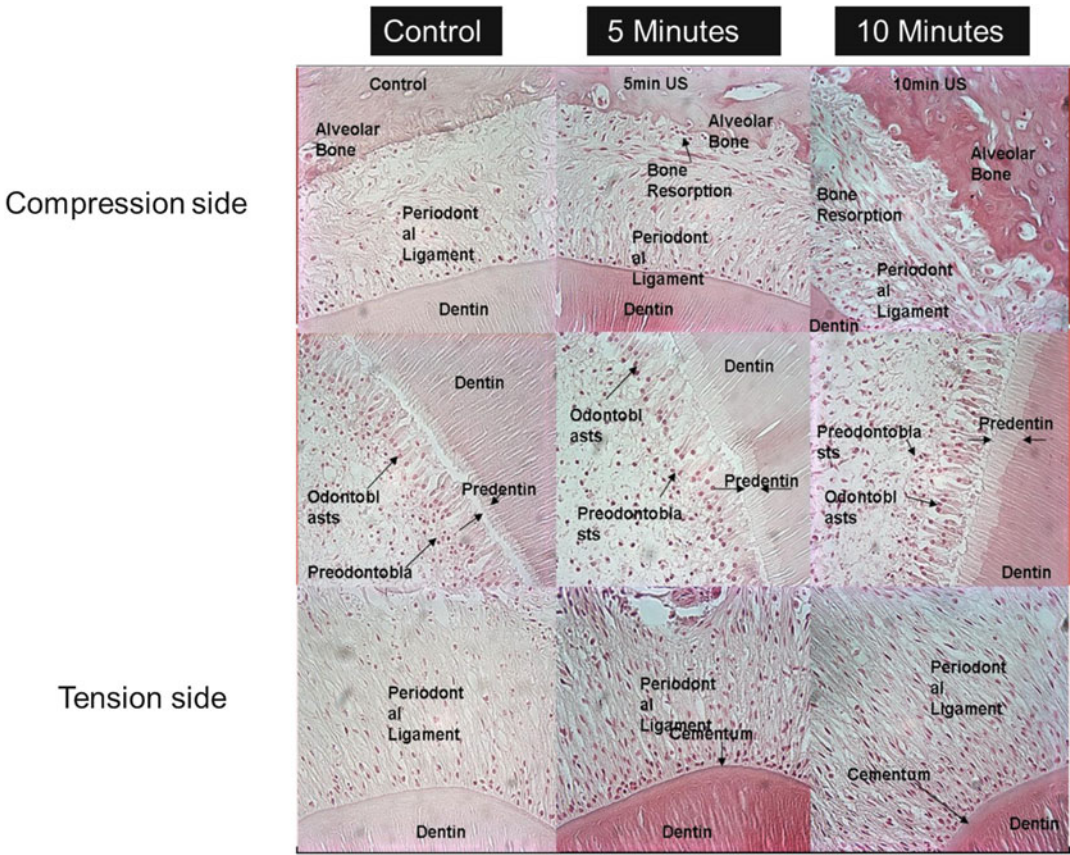 Control
5 Minutes
10 Minutes
Compression side
Control
Alveolar
Bone
Periodont
al
Ligament
Dentin
5min US
Alveolar
Bone
Bone
Resorption
Periodont
al
Ligament
Dentin
10min US
Alveolar
Bone
Bone
Resorption
Periodont
al
Ligament
Dentin
Dentin
Odontobl
asts
Predentin
Preodontobla
Dentin
Odontobl
asts
Predentin
Preodontobla
sts
Predentin
Preodontobla
sts
Odontobl
asts
Dentin
Tension side
Periodont
al
Ligament
Dentin
Periodont
al
Ligament
Cementum
Dentin
Periodont
al
Ligament
Cementum
Dentin